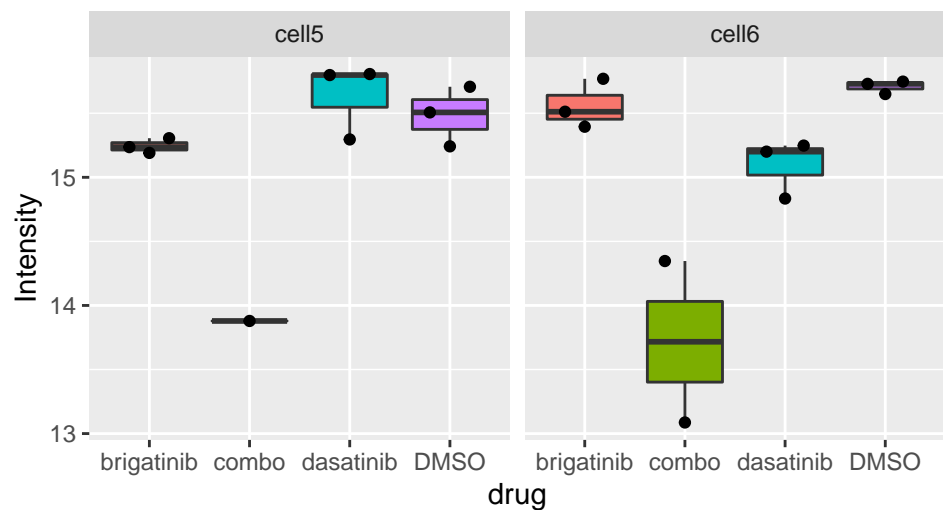 cell5 cell6
Intensity
15
14
13
brigatinib combo dasatinib DMSO brigatinib combo dasatinib DMSO
drug